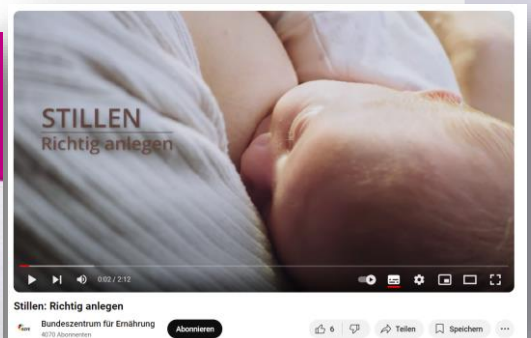 STILLEN
Richtig anlegen
0:02 / 2:12
Stillen: Richtig anlegen
Bundeszentrum für Ernährung
4070 Abonnenten
Abonnieren
6
Teilen
Speichern